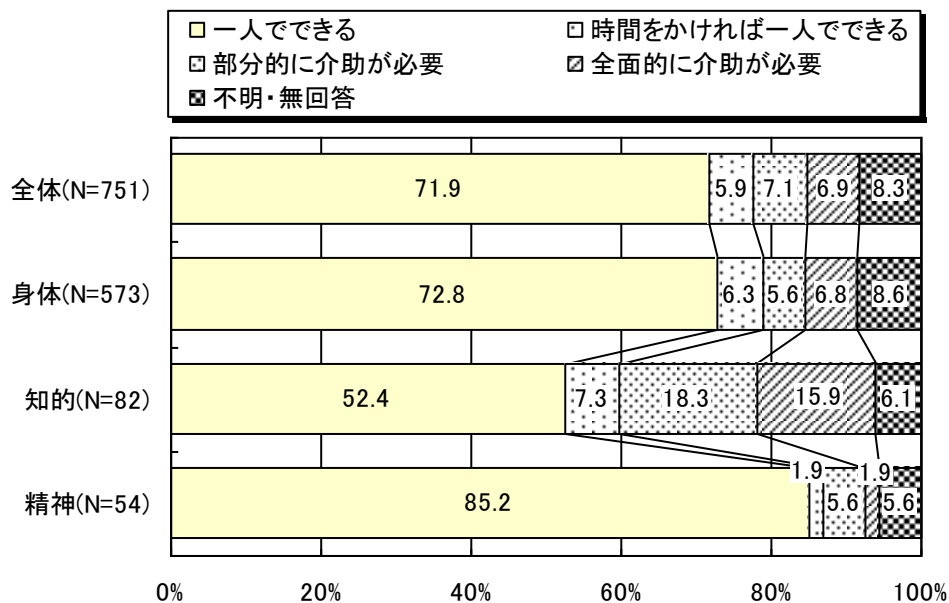 一人でできる 時間をかければ一人でできる
部分的に介助が必要 全面的に介助が必要
不明・無回答
全体(N=751) 71.9 5.9 7.1 6.9 8.3
身体(N=573) 72.8 6.3 5.6 6.8 8.6
知的(N=82) 52.4 7.3 18.3 15.9 6.1
精神(N=54) 85.2 1.9 5.6 1.9 5.6
0% 20% 40% 60% 80% 100%